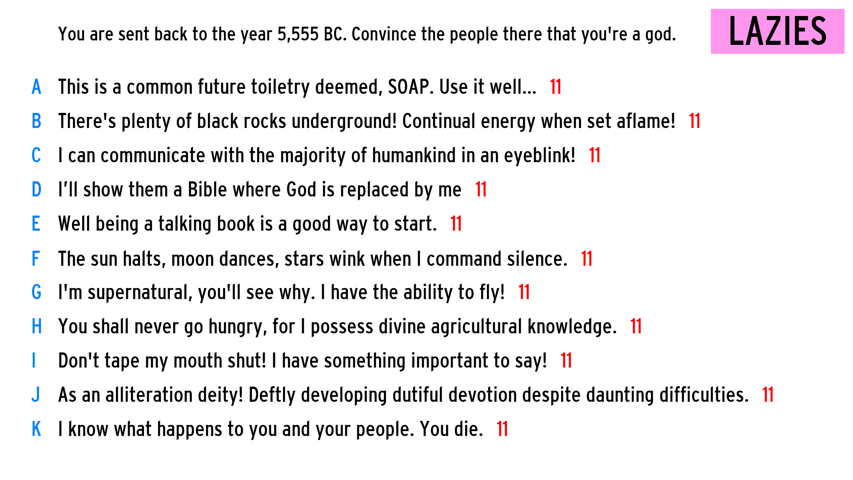 You are sent back to the year 5,555 BC. Convince the people there that you're a god.
LAZIES
A This is a common future toiletry deemed, SOAP. Use it well... 11
B There's plenty of black rocks underground! Continual energy when set aflame! 11
C I can communicate with the majority of humankind in an eyeblink! 11
D I’ll show them a Bible where God is replaced by me 11
E Well being a talking book is a good way to start. 11
F The sun halts, moon dances, stars wink when I command silence. 11
G I'm supernatural, you'll see why. I have the ability to fly! 11
H You shall never go hungry, for I possess divine agricultural knowledge. 11
I Don't tape my mouth shut! I have something important to say! 11
J As an alliteration deity! Deftly developing dutiful devotion despite daunting difficulties. 11
K I know what happens to you and your people. You die. 11